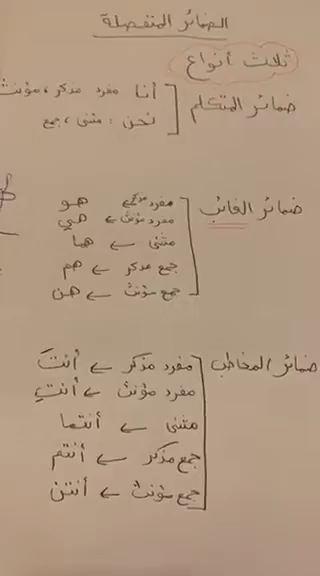 الضمائر المنفصلة
ثلاث أنواع
ضمائر المتكلم
أنا مفرد مذكر، مؤنث
نحن : مثنى، جمع
ضمائر الغائب
مفرد مذكر ← هو
مفرد مؤنث ← هي
مثنى ← هما
جمع مذكر ← هم
جمع مؤنث ← هن
ضمائر المخاطب
مفرد مذكر ← أنتَ
مفرد مؤنث ← أنتِ
مثنى ← أنتما
جمع مذكر ← أنتم
جمع مؤنث ← أنتن